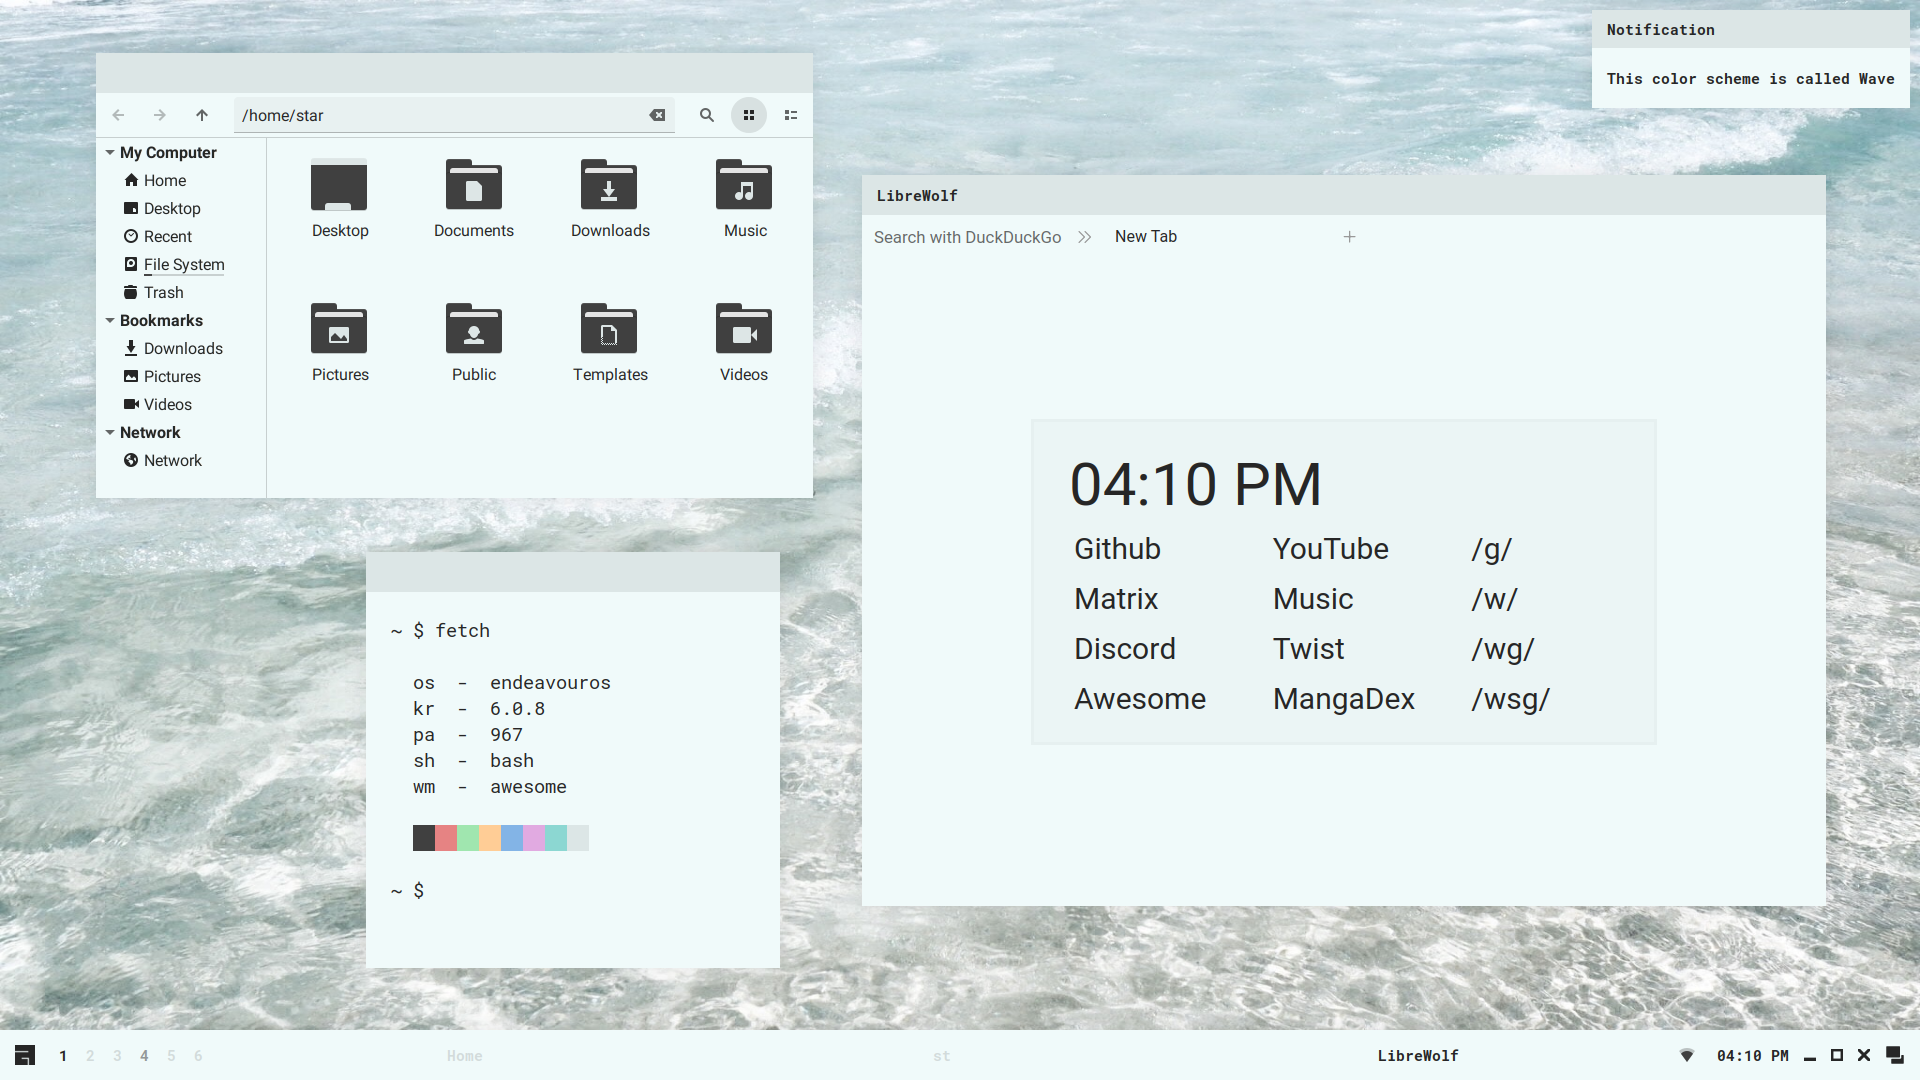 Notification
This color scheme is called Wave
/home/star
My Computer
Home
Desktop
Recent
File System
Trash
Bookmarks
Downloads
Pictures
Videos
Network
Network
Desktop
Documents
Downloads
Music
Pictures
Public
Templates
Videos
LibreWolf
Search with DuckDuckGo
New Tab
04:10 PM
Github YouTube /g/
Matrix Music /w/
Discord Twist /wg/
Awesome MangaDex /wsg/
~ $ fetch
os - endeavouros
kr - 6.0.8
pa - 967
sh - bash
wm - awesome
~ $
1 2 3 4 5 6
Home
st
LibreWolf
04:10 PM